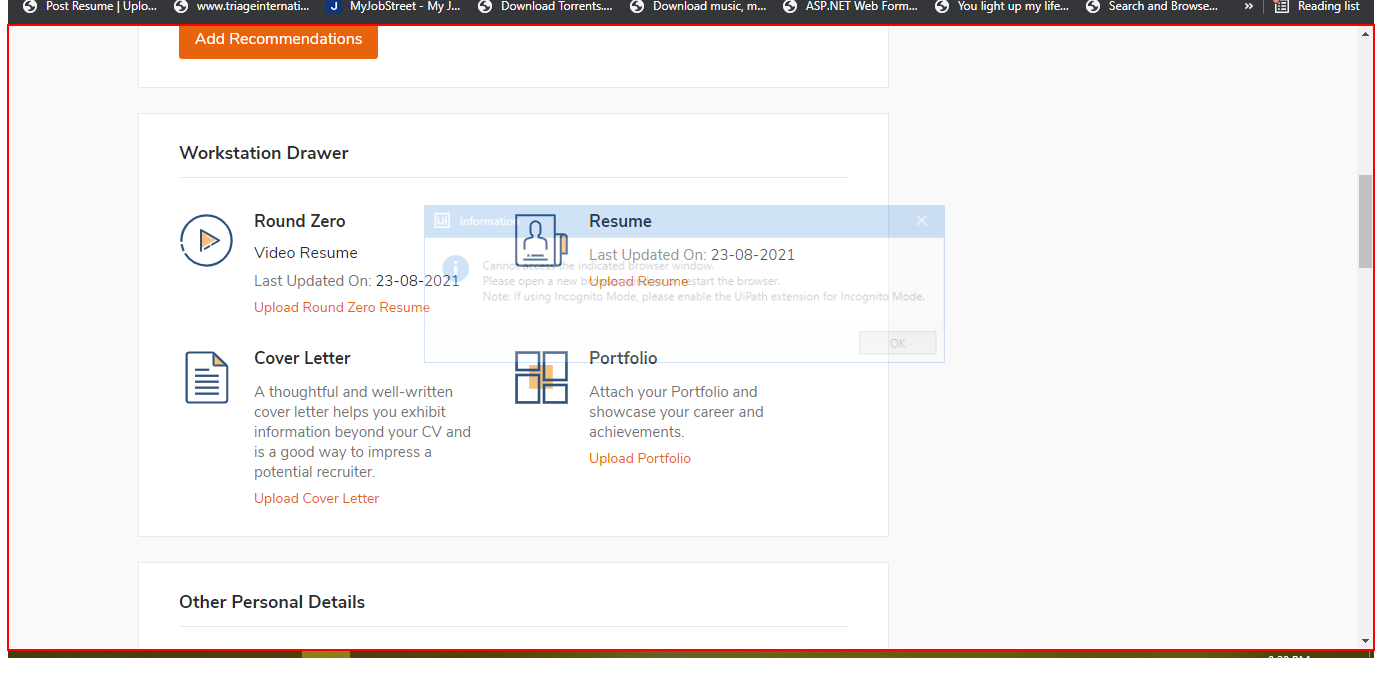 Post Resume | Uplo... www.triageinternati... J MyJobStreet - My J... Download Torrents.... Download music, m... ASP.NET Web Form... You light up my life... Search and Browse... » Reading list
Add Recommendations
Workstation Drawer
Round Zero
Video Resume
Last Updated On: 23-08-2021
Upload Round Zero Resume
Resume
Last Updated On: 23-08-2021
Upload Resume
Ui Information
Cannot access the indicated browser window.
Please open a new browser window or restart the browser.
Note: If using Incognito Mode, please enable the UiPath extension for Incognito Mode.
OK
Cover Letter
A thoughtful and well-written
cover letter helps you exhibit
information beyond your CV and
is a good way to impress a
potential recruiter.
Upload Cover Letter
Portfolio
Attach your Portfolio and
showcase your career and
achievements.
Upload Portfolio
Other Personal Details